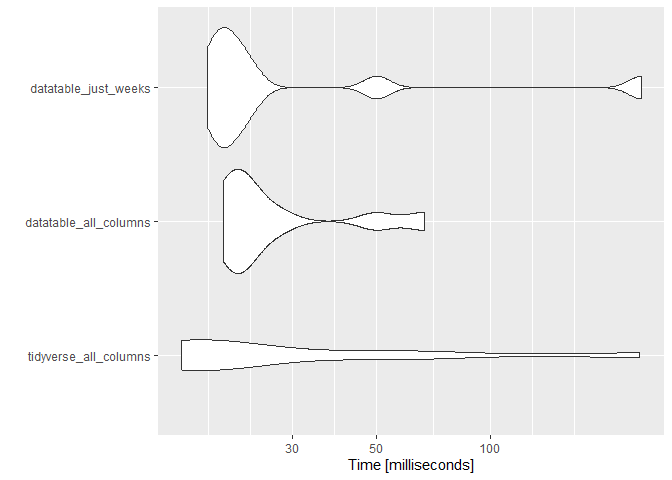 datatable_just_weeks
datatable_all_columns
tidyverse_all_columns
30 50 100
Time [milliseconds]